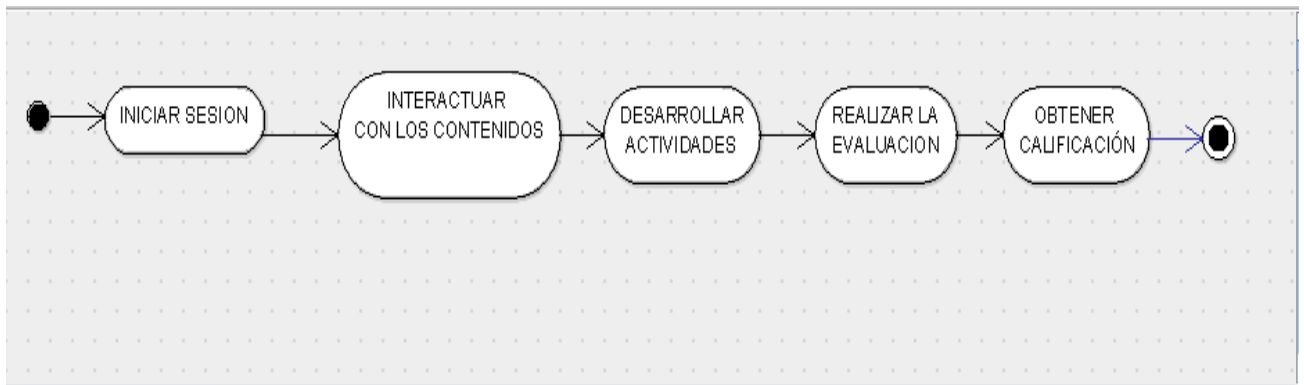 INICIAR SESION
INTERACTUAR
CON LOS CONTENIDOS
DESARROLLAR
ACTIVIDADES
REALIZAR LA
EVALUACION
OBTENER
CALIFICACIÓN